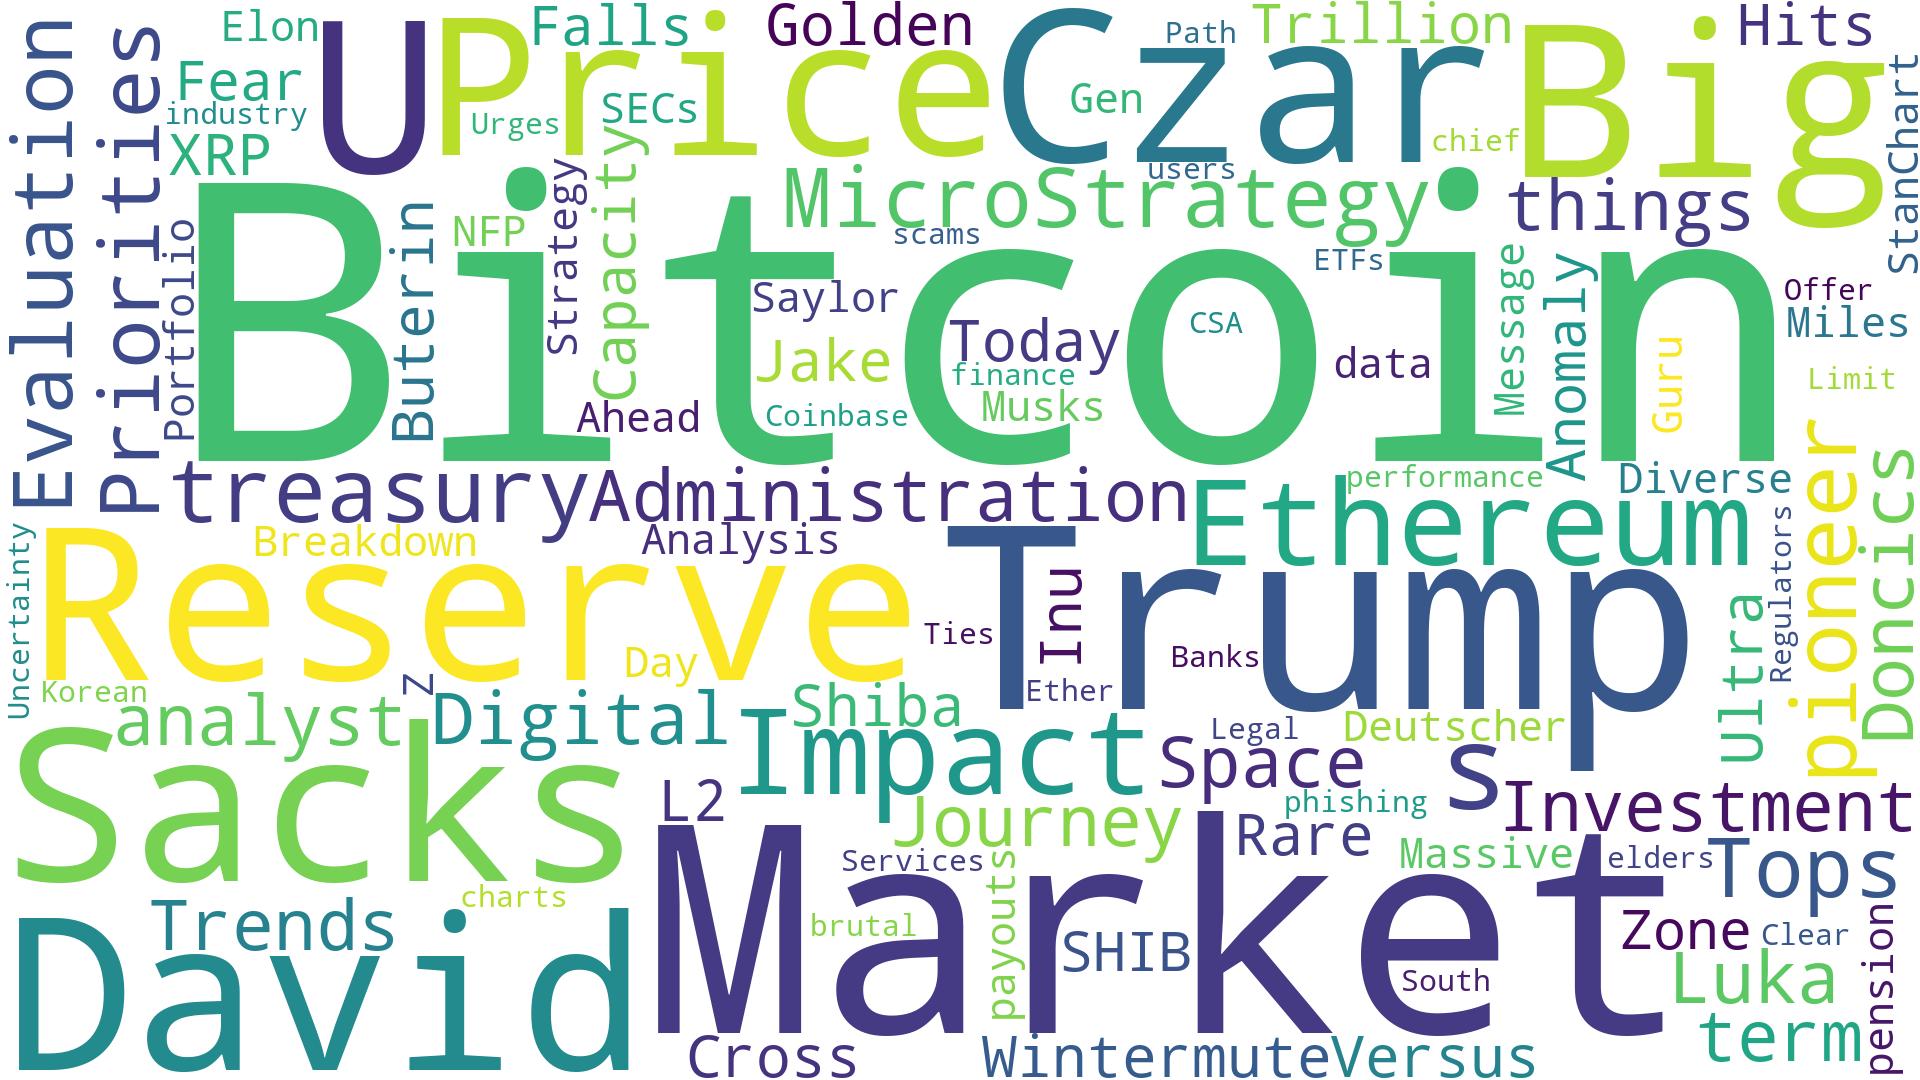 Elon
Falls
Golden
Path
Trillion
Hits
Evaluation
Priorities
Fear
industry
XRP
U
Price
Urges
SECs
Czar
Gen
chief
Big
StanChart
users
MicroStrategy
things
Bitcoin
Portfolio
Buterin
NFP
Strategy
Capacity
scams
Saylor
ETFs
Message
Anomaly
Offer
Miles
Jake
Today
CSA
data
Guru
Limit
finance
Musks
Ahead
Coinbase
treasury
Administration
performance
Ethereum
Diverse
pioneer
Doncics
Uncertainty
Reserve
Breakdown
Analysis
Trump
Inu
Ties
Banks
Ultra
Regulators
Day
Korean
Z
Ether
analyst
Digital
Shiba
Impact
Legal
Deutscher
Sacks
Space
s
L2
phishing
Investment
Journey
Rare
Massive
elders
Tops
Market
Services
payouts
charts
Trends
brutal
SHIB
South
Zone
Clear
pension
David
Luka
term
Cross
Wintermute
Versus